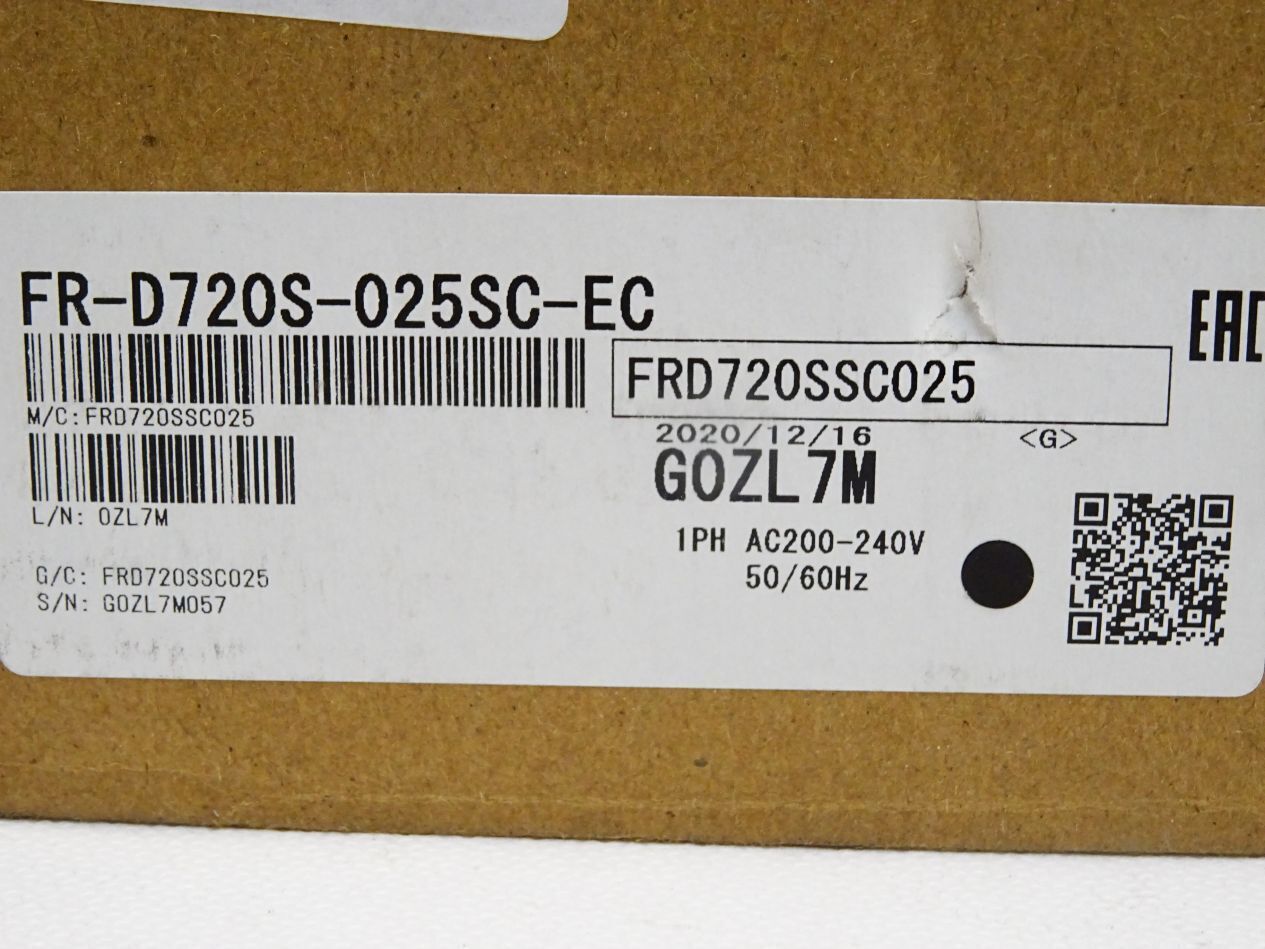 FR-D720S-025SC-EC
EAC
FRD720SSC025
M/C:FRD720SSC025
2020/12/16 <G>
G0ZL7M
L/N: 0ZL7M
1PH AC200-240V
50/60Hz
G/C: FRD720SSC025
S/N: G0ZL7M057